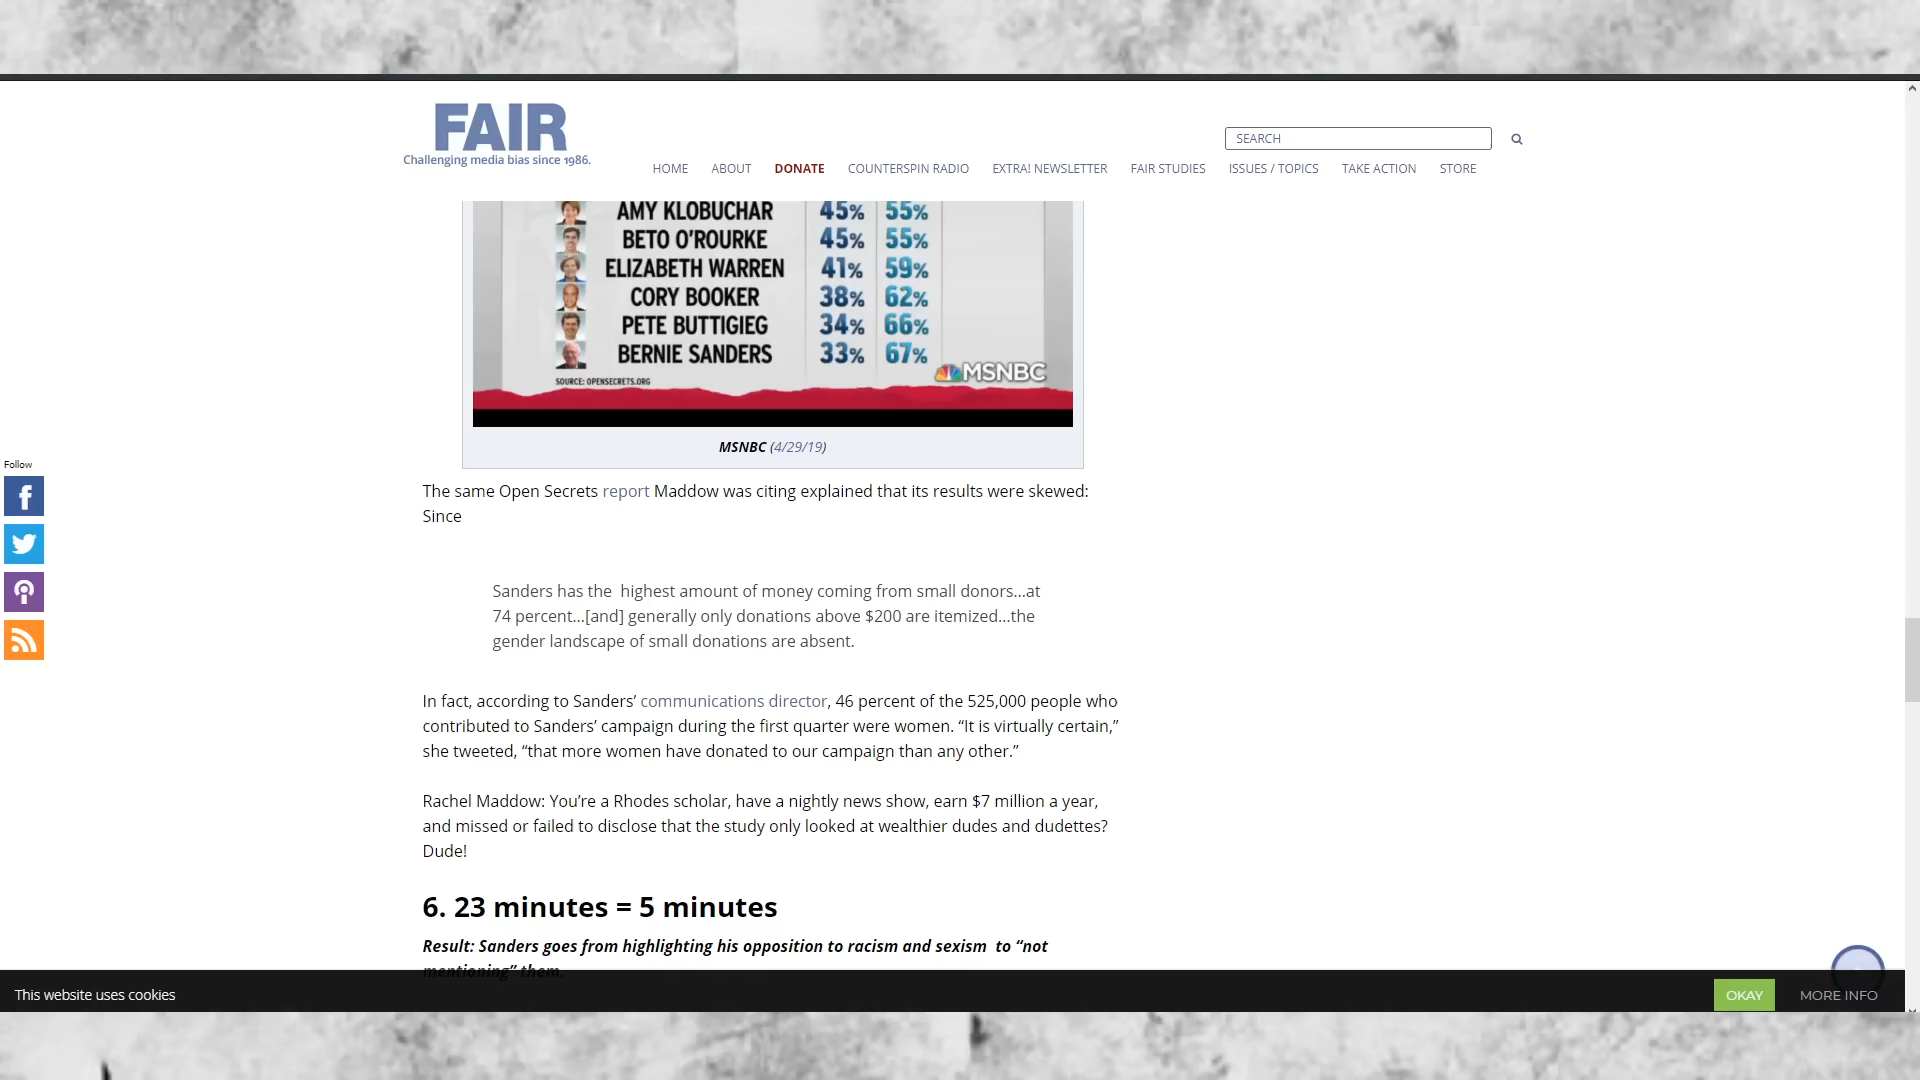 FAIR
Challenging media bias since 1986.
SEARCH
HOME ABOUT DONATE COUNTERSPIN RADIO EXTRA! NEWSLETTER FAIR STUDIES ISSUES / TOPICS TAKE ACTION STORE
AMY KLOBUCHAR 45% 55%
BETO O'ROURKE 45% 55%
ELIZABETH WARREN 41% 59%
CORY BOOKER 38% 62%
PETE BUTTIGIEG 34% 66%
BERNIE SANDERS 33% 67%
MSNBC
SOURCE: OPENSECRETS.ORG
MSNBC (4/29/19)
Follow
The same Open Secrets report Maddow was citing explained that its results were skewed:
Since
Sanders has the  highest amount of money coming from small donors…at
74 percent…[and] generally only donations above $200 are itemized…the
gender landscape of small donations are absent.
In fact, according to Sanders’ communications director, 46 percent of the 525,000 people who
contributed to Sanders’ campaign during the first quarter were women. “It is virtually certain,”
she tweeted, “that more women have donated to our campaign than any other.”
Rachel Maddow: You’re a Rhodes scholar, have a nightly news show, earn $7 million a year,
and missed or failed to disclose that the study only looked at wealthier dudes and dudettes?
Dude!
6. 23 minutes = 5 minutes
Result: Sanders goes from highlighting his opposition to racism and sexism  to “not
mentioning” them.
This website uses cookies
OKAY MORE INFO